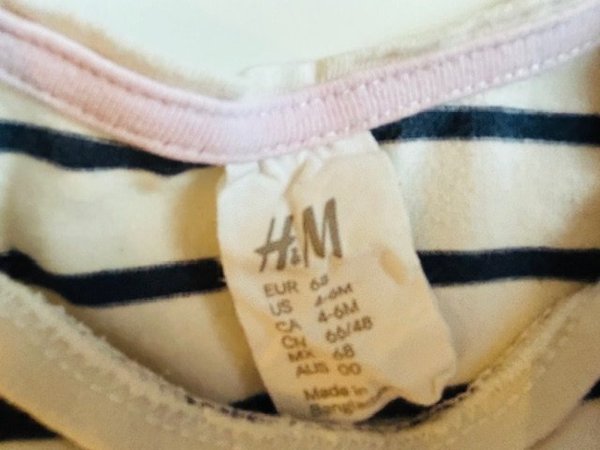 H&M
EUR 68
US 4-6M
CA 4-6M
CN 66/48
MX 68
AUS 00
Made in
Bangladesh